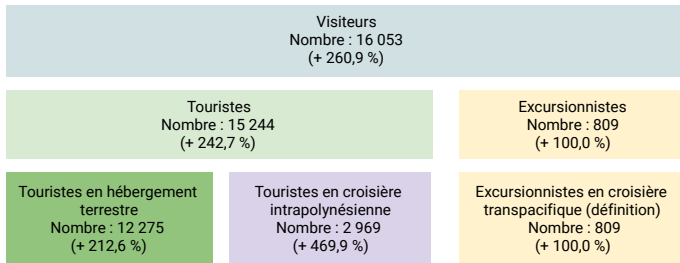 Visiteurs
Nombre : 16 053
(+ 260,9 %)
Touristes
Nombre : 15 244
(+ 242,7 %)
Excursionnistes
Nombre : 809
(+ 100,0 %)
Touristes en hébergement
terrestre
Nombre : 12 275
(+ 212,6 %)
Touristes en croisière
intrapolynésienne
Nombre : 2 969
(+ 469,9 %)
Excursionnistes en croisière
transpacifique (définition)
Nombre : 809
(+ 100,0 %)